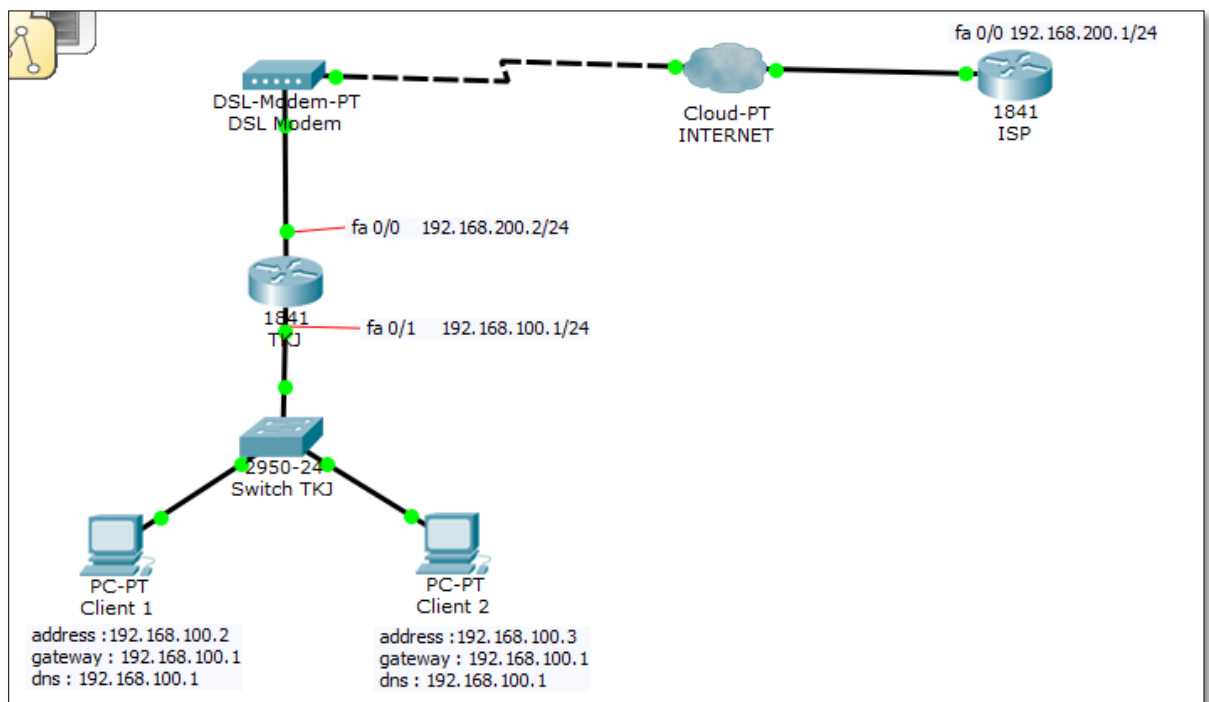 fa 0/0 192.168.200.1/24
DSL-Modem-PT
DSL Modem
Cloud-PT
INTERNET
1841
ISP
fa 0/0 192.168.200.2/24
1841
TKJ
fa 0/1 192.168.100.1/24
2950-24
Switch TKJ
PC-PT
Client 1
address :192.168.100.2
gateway : 192.168.100.1
dns : 192.168.100.1
PC-PT
Client 2
address :192.168.100.3
gateway : 192.168.100.1
dns : 192.168.100.1